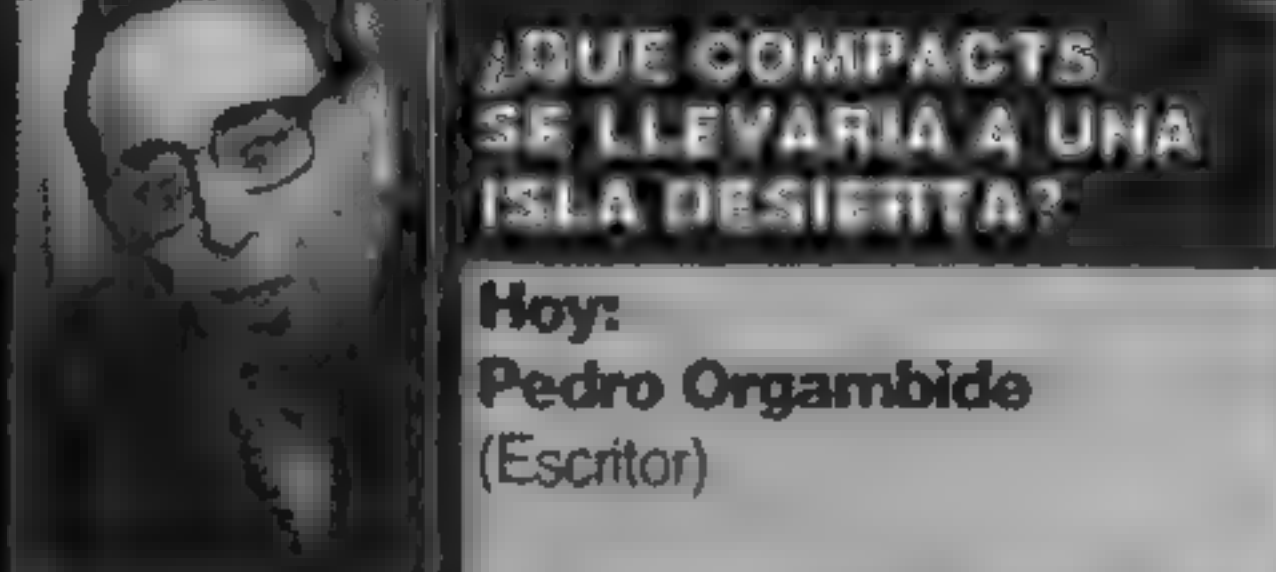 ¿QUE COMPACTS
SE LLEVARIA A UNA
ISLA DESIERTA?
Hoy:
Pedro Orgambide
(Escritor)